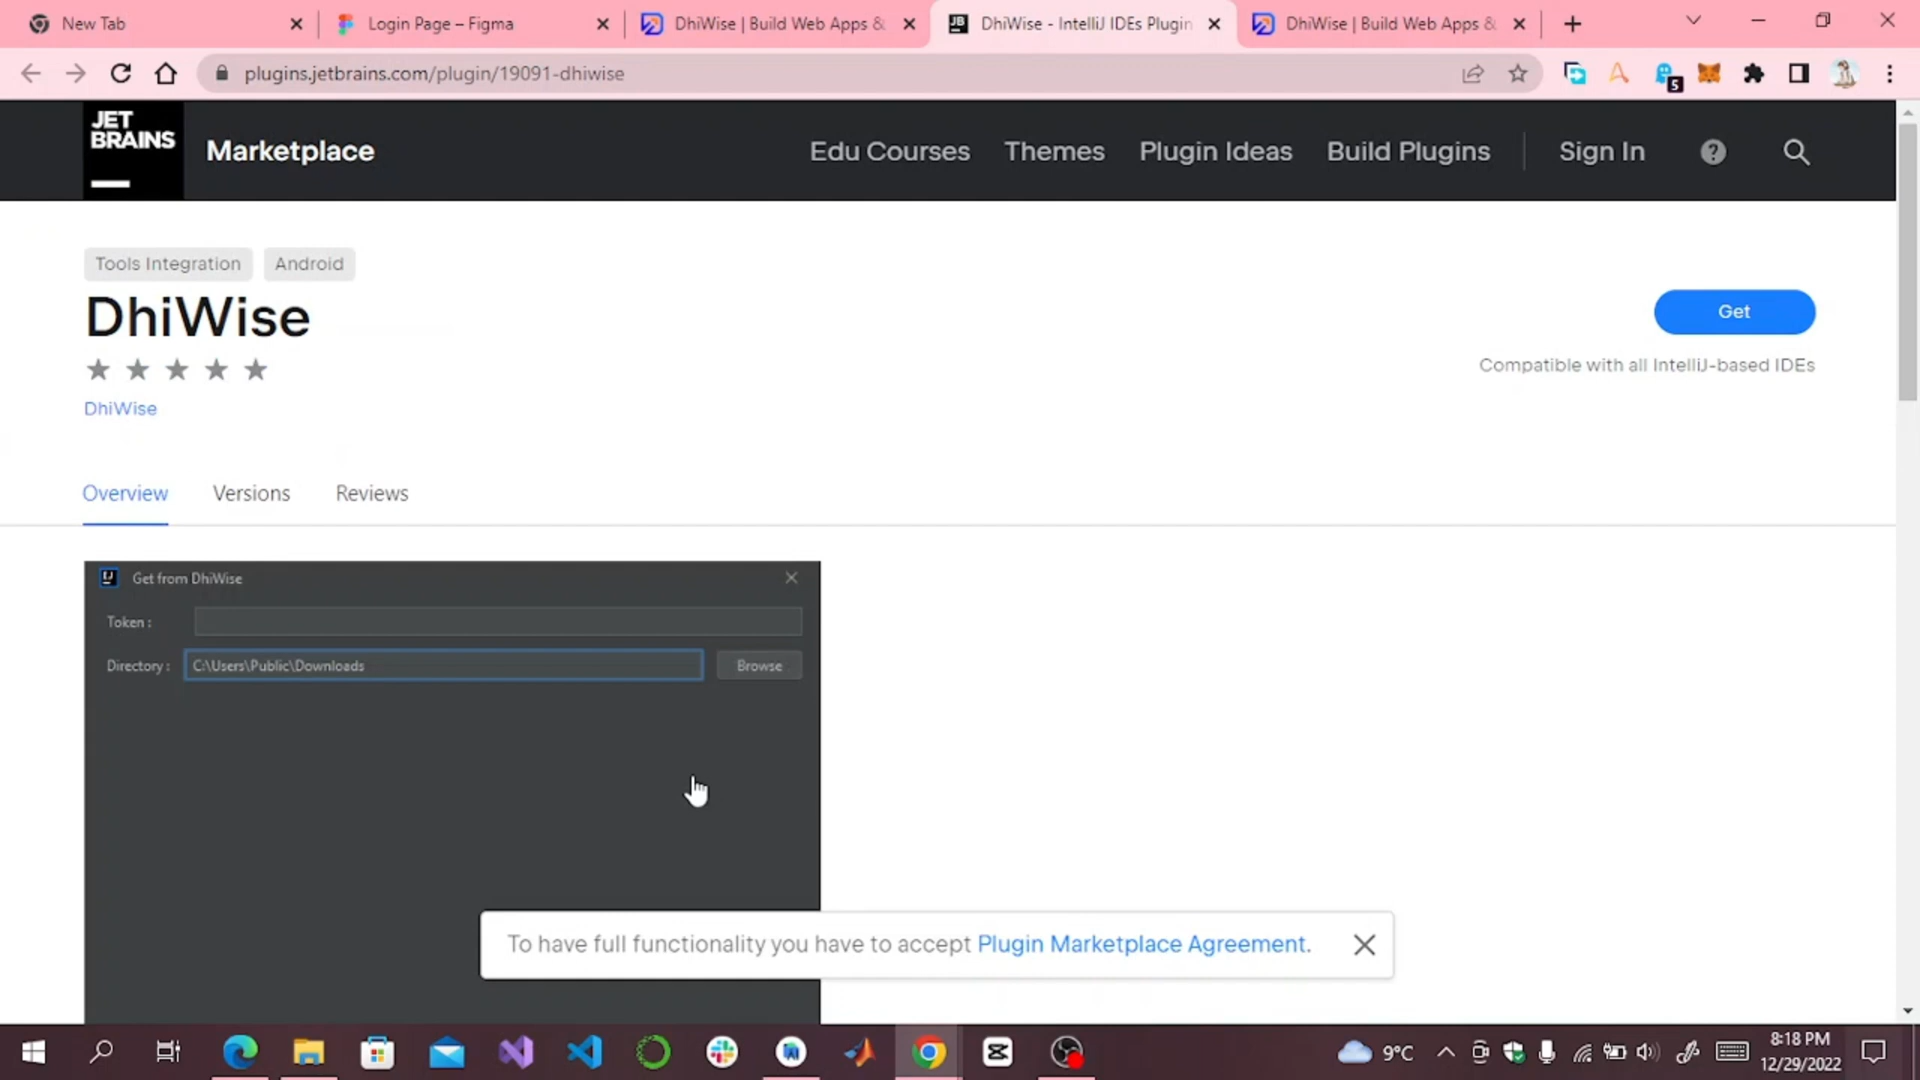 New Tab
Login Page – Figma
DhiWise | Build Web Apps &
DhiWise - IntelliJ IDEs Plugin
DhiWise | Build Web Apps &
plugins.jetbrains.com/plugin/19091-dhiwise
5
JET
BRAINS
Marketplace
Edu Courses
Themes
Plugin Ideas
Build Plugins
Sign In
Tools Integration
Android
DhiWise
Get
Compatible with all IntelliJ-based IDEs
DhiWise
Overview
Versions
Reviews
Get from DhiWise
Token :
Directory :
C:\Users\Public\Downloads
Browse
To have full functionality you have to accept Plugin Marketplace Agreement.
9°C
8:18 PM
12/29/2022